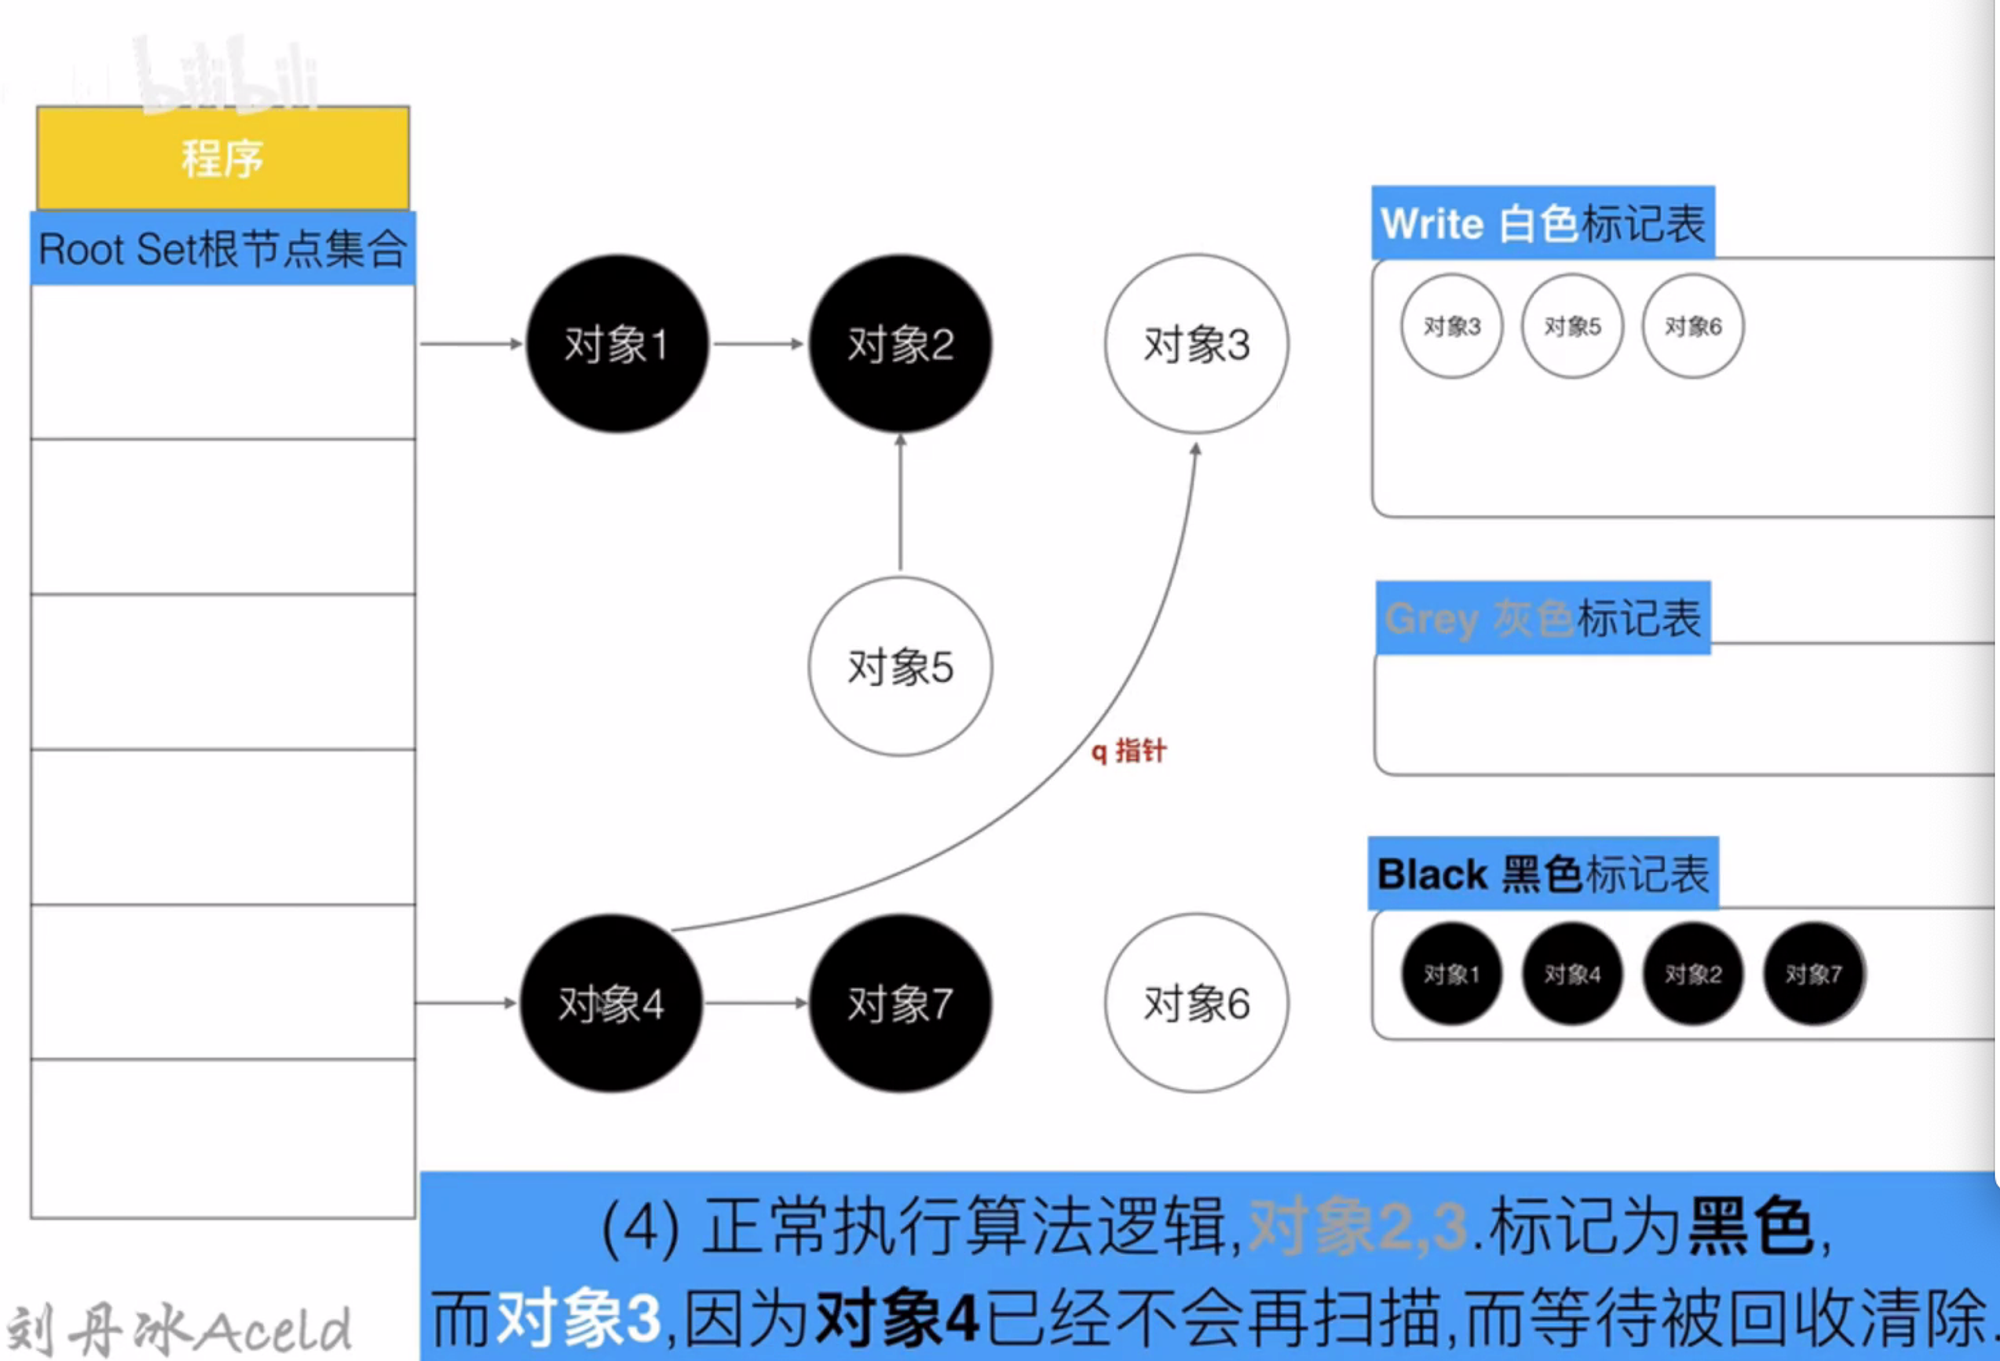 bilibili
程序
Root Set根节点集合
对象1
对象2
对象3
对象5
q 指针
对象4
对象7
对象6
Write 白色标记表
对象3 对象5 对象6
Grey 灰色标记表
Black 黑色标记表
对象1 对象4 对象2 对象7
(4) 正常执行算法逻辑,对象2,3.标记为黑色,
而对象3,因为对象4已经不会再扫描,而等待被回收清除.
刘丹冰Aceld